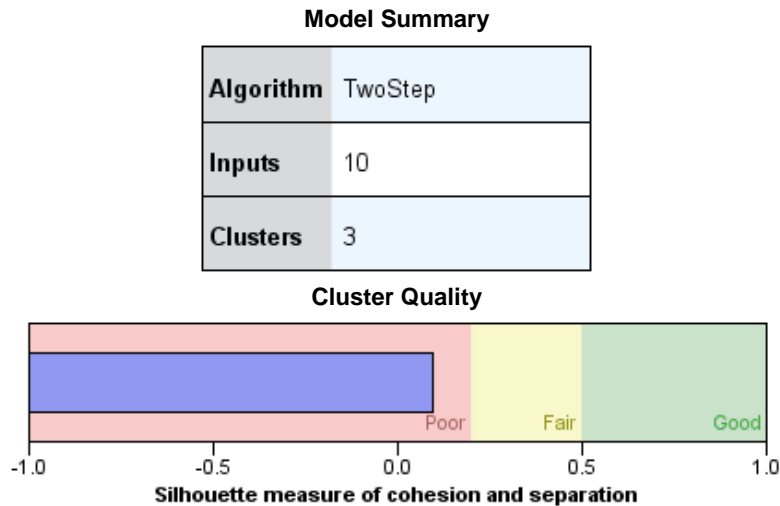 Model Summary
Algorithm TwoStep
Inputs 10
Clusters 3
Cluster Quality
Poor Fair Good
-1.0 -0.5 0.0 0.5 1.0
Silhouette measure of cohesion and separation